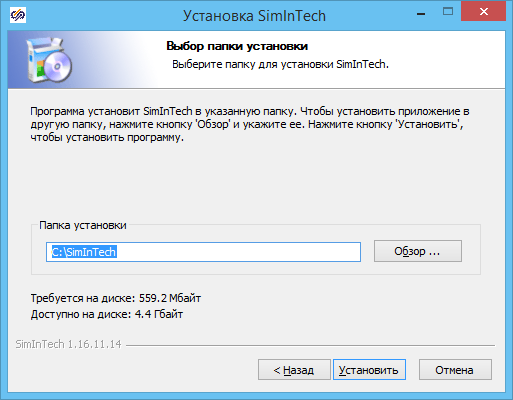 Установка SimInTech
Выбор папки установки
Выберите папку для установки SimInTech.
Программа установит SimInTech в указанную папку. Чтобы установить приложение в
другую папку, нажмите кнопку 'Обзор' и укажите ее. Нажмите кнопку 'Установить',
чтобы установить программу.
Папка установки
C:\SimInTech
Обзор ...
Требуется на диске: 559.2 Мбайт
Доступно на диске: 4.4 Гбайт
SimInTech 1.16.11.14
< Назад
Установить
Отмена